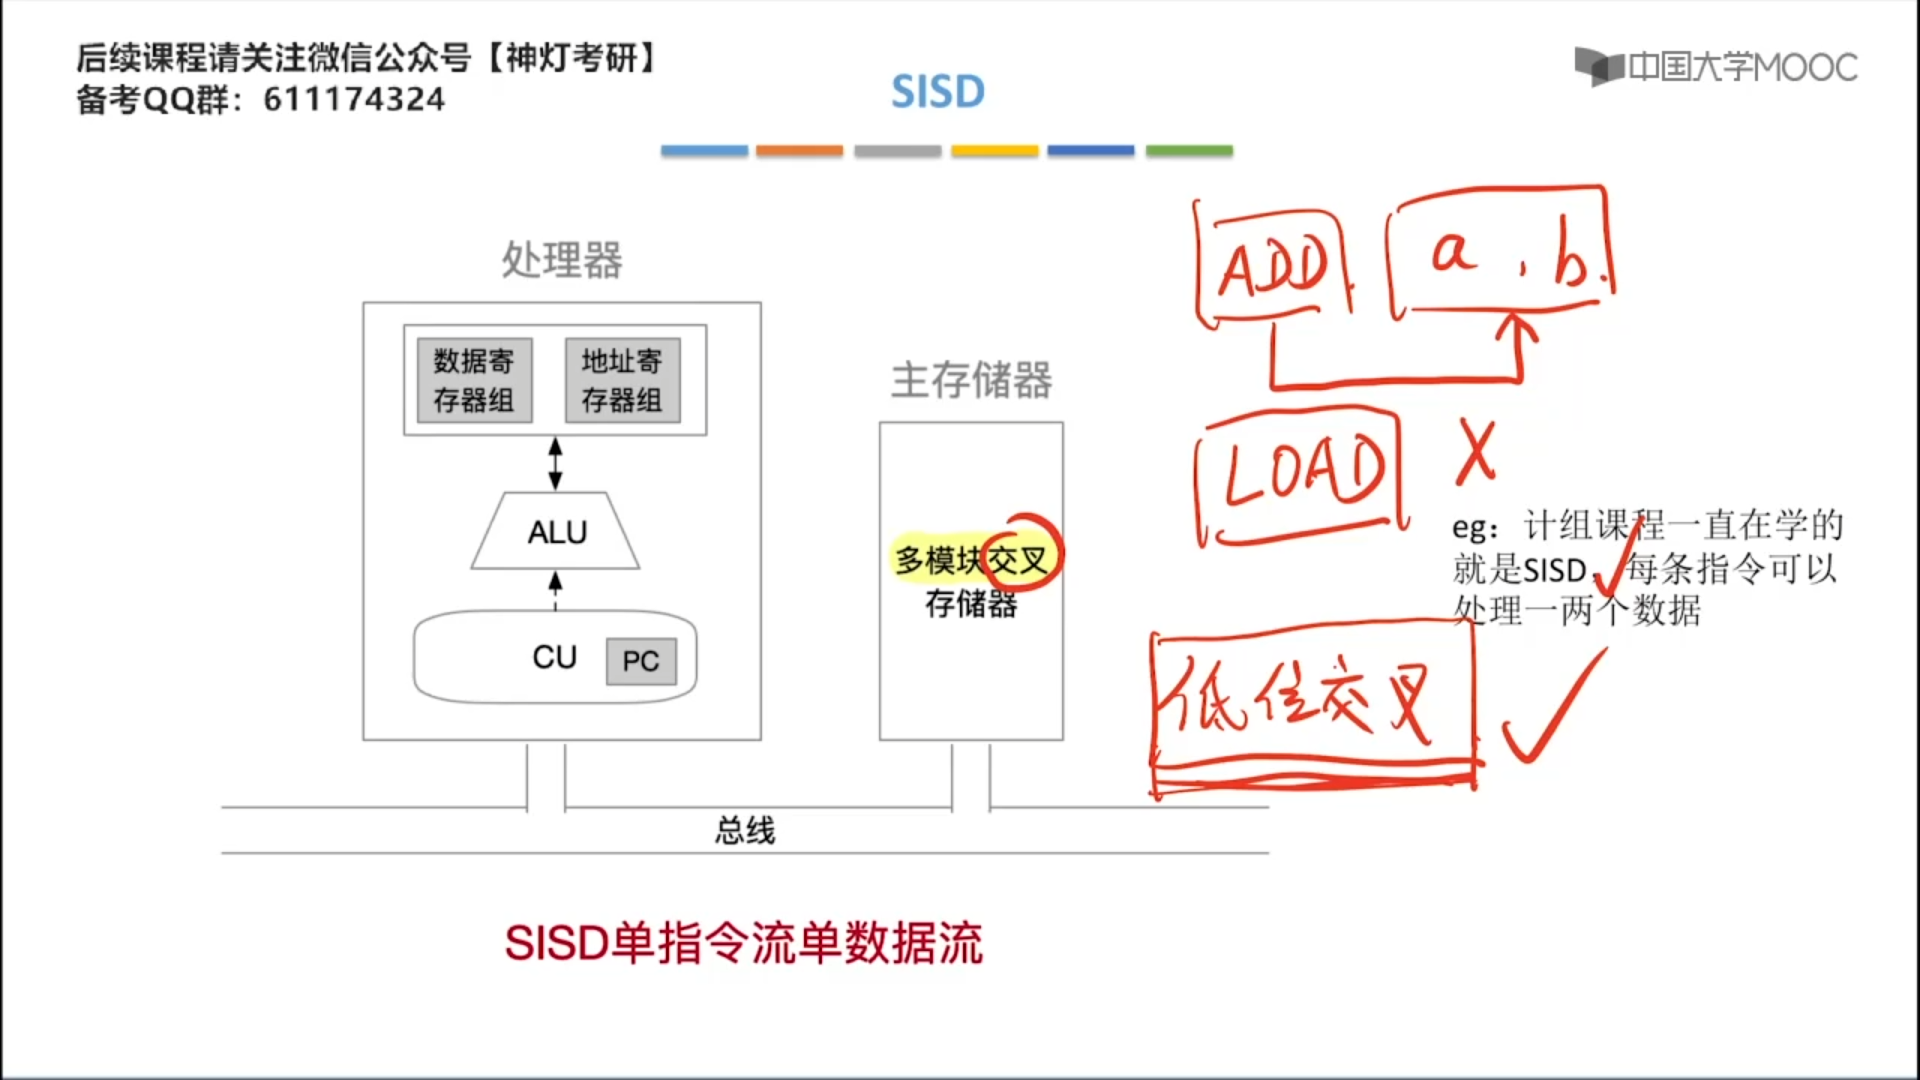 后续课程请关注微信公众号【神灯考研】
备考QQ群：611174324
SISD
中国大学MOOC
处理器
数据寄
存器组
地址寄
存器组
ALU
CU
PC
主存储器
多模块交叉
存储器
总线
ADD
a , b.
LOAD X
eg：计组课程一直在学的
就是SISD，每条指令可以
处理一两个数据
低位交叉
SISD单指令流单数据流